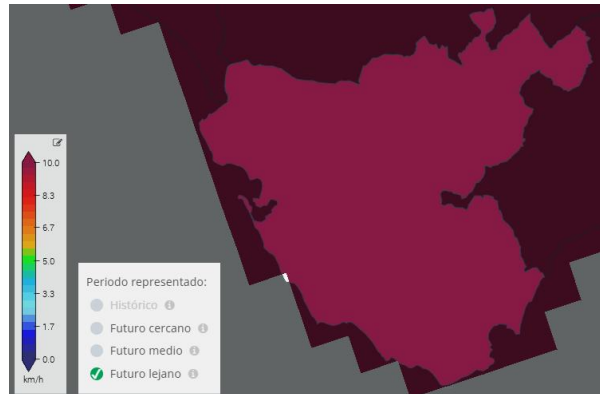 10.0
8.3
6.7
5.0
3.3
1.7
0.0
km/h
Periodo representado:
Histórico
Futuro cercano
Futuro medio
Futuro lejano